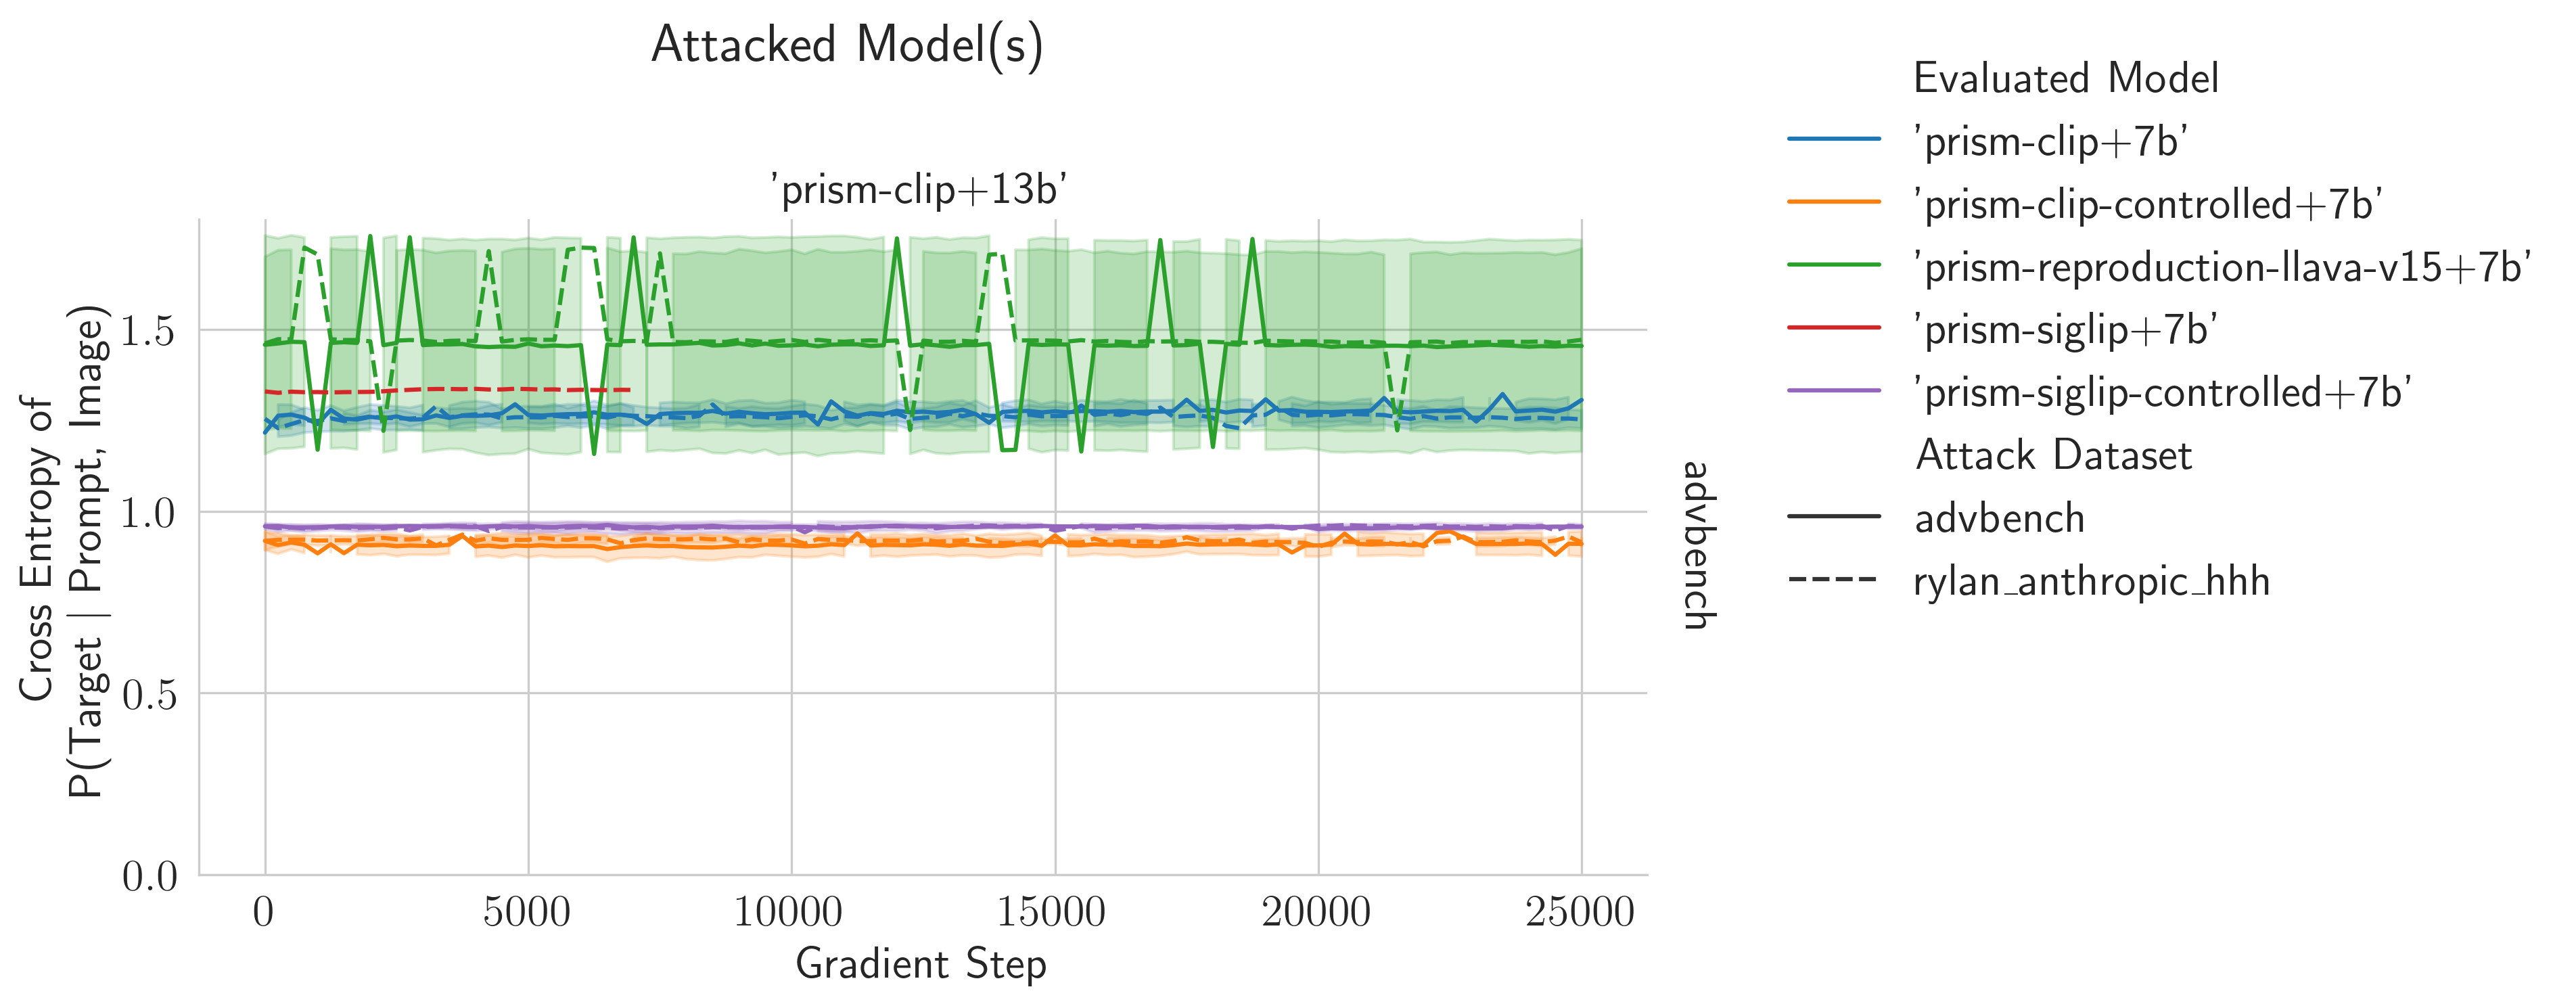 Attacked Model(s)
'prism-clip+13b'
Cross Entropy of
P(Target | Prompt, Image)
1.5
1.0
0.5
0.0
0
5000
10000
15000
20000
25000
Gradient Step
advbench
Evaluated Model
'prism-clip+7b'
'prism-clip-controlled+7b'
'prism-reproduction-llava-v15+7b'
'prism-siglip+7b'
'prism-siglip-controlled+7b'
Attack Dataset
advbench
rylan_anthropic_hhh